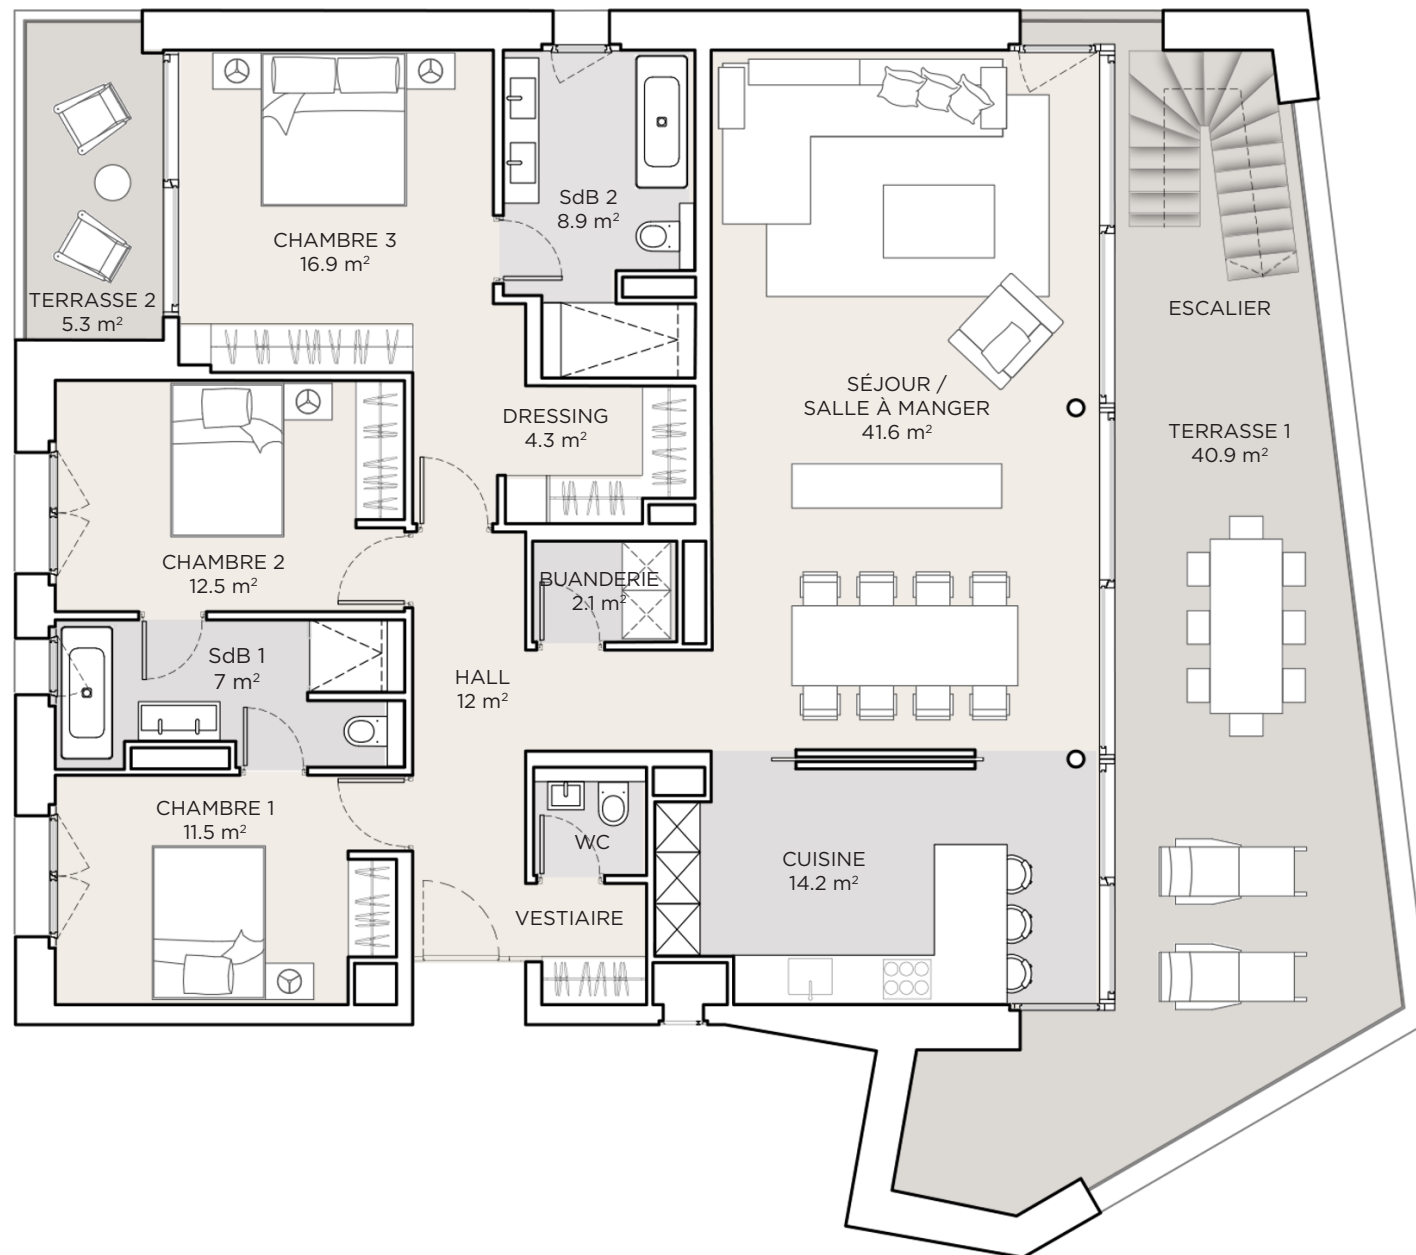 SdB 2
8.9 m²
CHAMBRE 3
16.9 m²
TERRASSE 2
5.3 m²
ESCALIER
SÉJOUR /
SALLE À MANGER
41.6 m²
DRESSING
4.3 m²
TERRASSE 1
40.9 m²
CHAMBRE 2
12.5 m²
BUANDERIE
2.1 m²
SdB 1
7 m²
HALL
12 m²
CHAMBRE 1
11.5 m²
WC
CUISINE
14.2 m²
VESTIAIRE